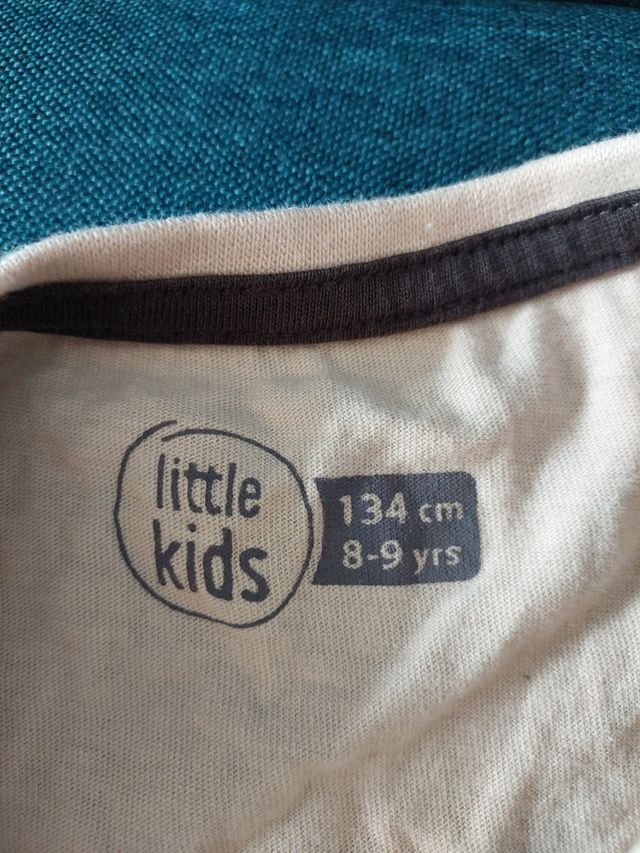 little
kids
134 cm
8-9 yrs